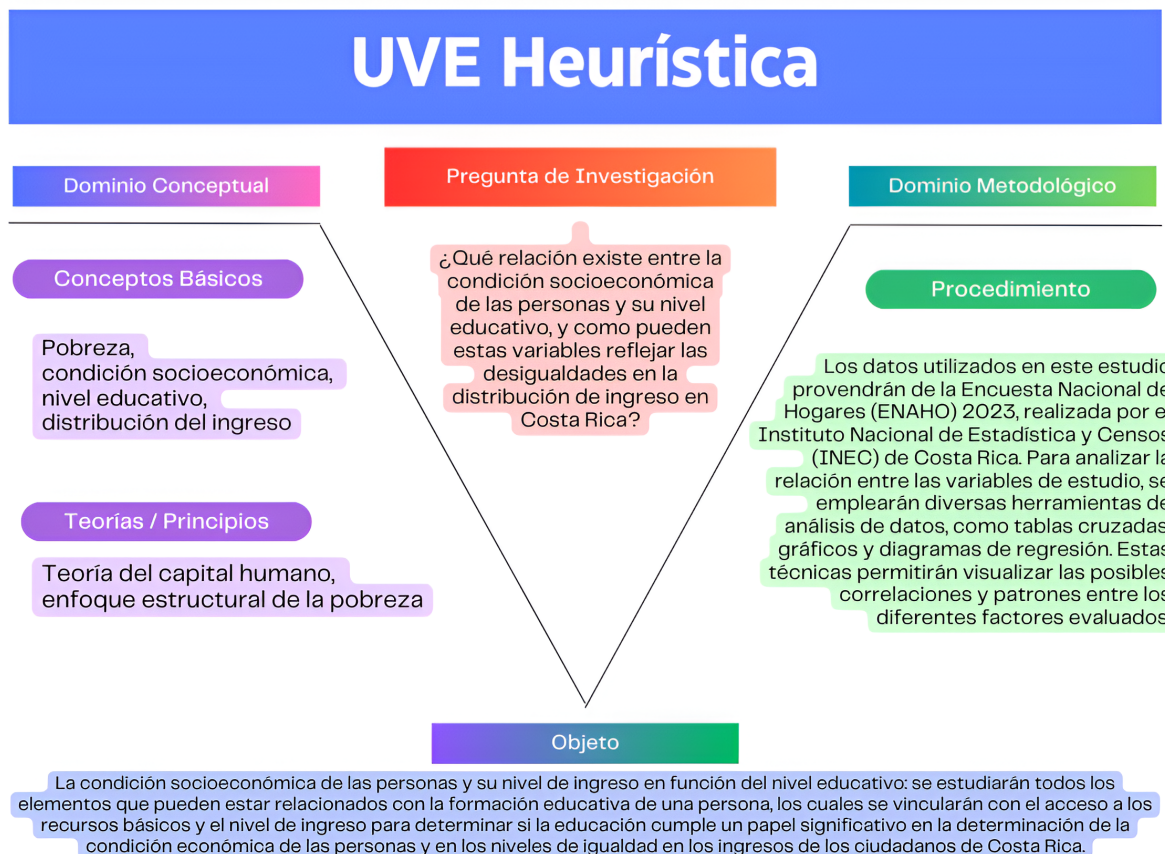 UVE Heurística
Dominio Conceptual
Pregunta de Investigación
Dominio Metodológico
Conceptos Básicos
Pobreza,
condición socioeconómica,
nivel educativo,
distribución del ingreso
Teorías / Principios
Teoría del capital humano,
enfoque estructural de la pobreza
¿Qué relación existe entre la
condición socioeconómica
de las personas y su nivel
educativo, y como pueden
estas variables reflejar las
desigualdades en la
distribución de ingreso en
Costa Rica?
Procedimiento
Los datos utilizados en este estudio
provendrán de la Encuesta Nacional de
Hogares (ENAHO) 2023, realizada por el
Instituto Nacional de Estadística y Censos
(INEC) de Costa Rica. Para analizar la
relación entre las variables de estudio, se
emplearán diversas herramientas de
análisis de datos, como tablas cruzadas
gráficos y diagramas de regresión. Estas
técnicas permitirán visualizar las posibles
correlaciones y patrones entre los
diferentes factores evaluados
Objeto
La condición socioeconómica de las personas y su nivel de ingreso en función del nivel educativo: se estudiarán todos los
elementos que pueden estar relacionados con la formación educativa de una persona, los cuales se vincularán con el acceso a los
recursos básicos y el nivel de ingreso para determinar si la educación cumple un papel significativo en la determinación de la
condición económica de las personas y en los niveles de igualdad en los ingresos de los ciudadanos de Costa Rica.